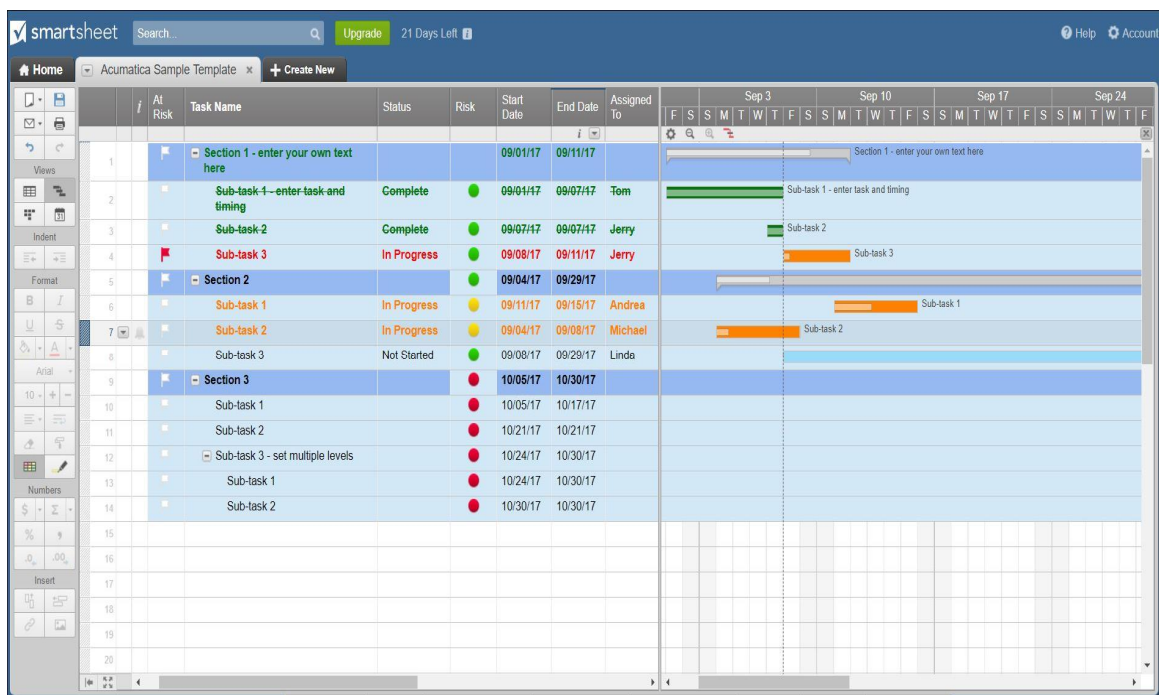 smartsheet Search... Upgrade 21 Days Left Help Account
Home Acumatica Sample Template × Create New
i At Risk Task Name Status Risk Start Date End Date Assigned To Sep 3 Sep 10 Sep 17 Sep 24
F S S M T W T F S S M T W T F S S M T W T F S S M T W T F
i
Views
Indent
Format
B I
U S
A
Arial
10 + −
Numbers
$ Σ
% ,
.0 .00
Insert
31
1 Section 1 - enter your own text here 09/01/17 09/11/17 Section 1 - enter your own text here
2 Sub-task 1 - enter task and timing Complete 09/01/17 09/07/17 Tom Sub-task 1 - enter task and timing
3 Sub-task 2 Complete 09/07/17 09/07/17 Jerry Sub-task 2
4 Sub-task 3 In Progress 09/08/17 09/11/17 Jerry Sub-task 3
5 Section 2 09/04/17 09/29/17
6 Sub-task 1 In Progress 09/11/17 09/15/17 Andrea Sub-task 1
7 Sub-task 2 In Progress 09/04/17 09/08/17 Michael Sub-task 2
8 Sub-task 3 Not Started 09/08/17 09/29/17 Linda
9 Section 3 10/05/17 10/30/17
10 Sub-task 1 10/05/17 10/17/17
11 Sub-task 2 10/21/17 10/21/17
12 Sub-task 3 - set multiple levels 10/24/17 10/30/17
13 Sub-task 1 10/24/17 10/30/17
14 Sub-task 2 10/30/17 10/30/17
15
16
17
18
19
20